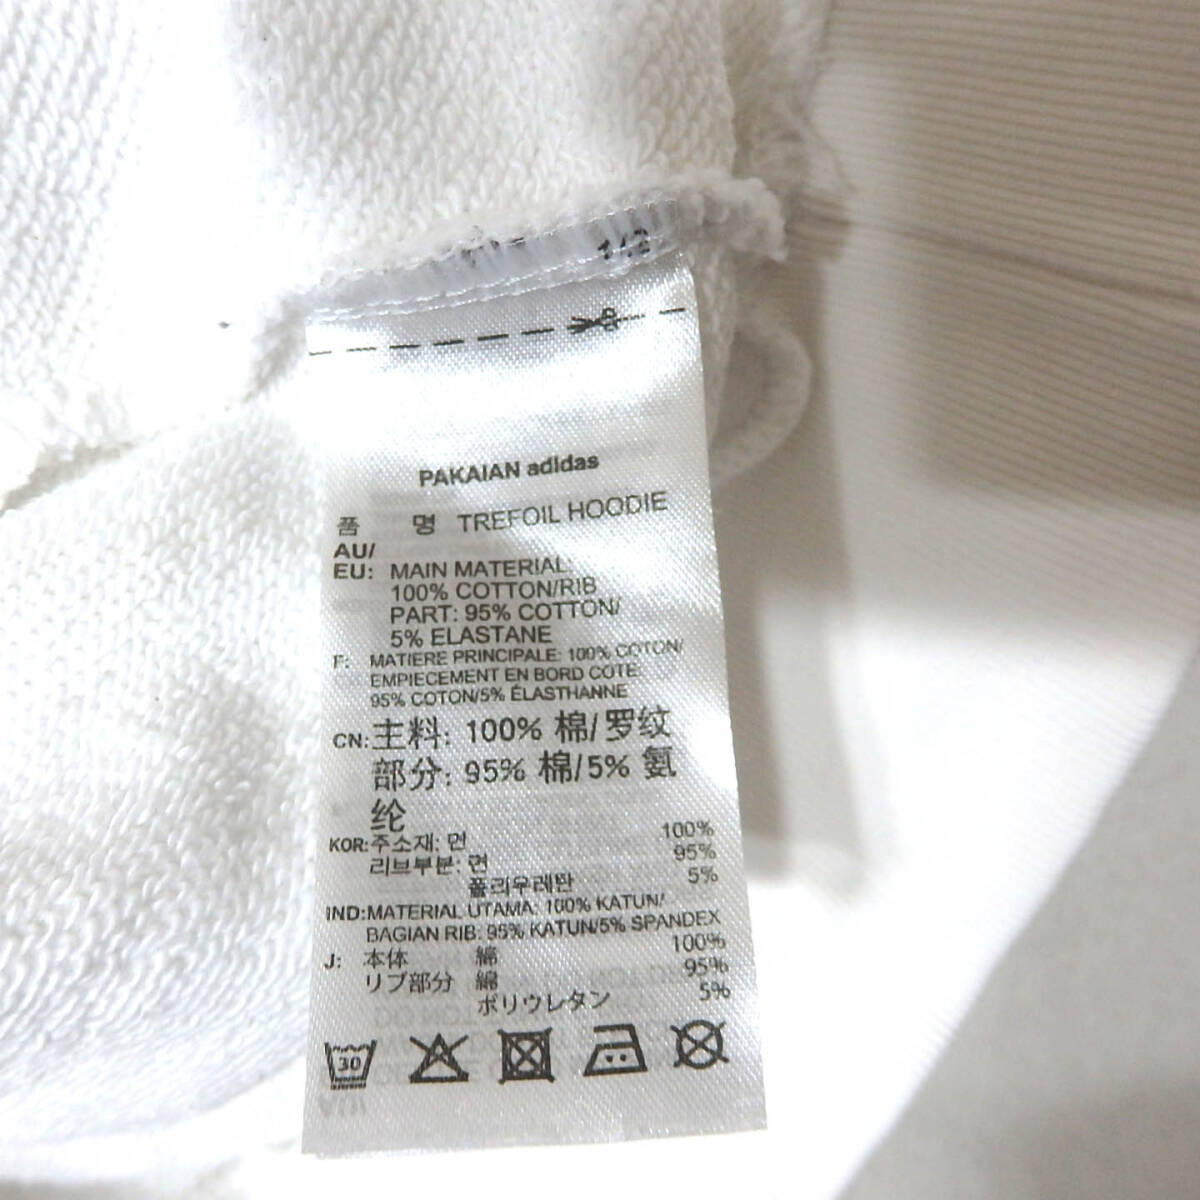 PAKAIAN adidas
품 명 TREFOIL HOODIE
AU/
EU: MAIN MATERIAL:
100% COTTON/RIB
PART: 95% COTTON/
5% ELASTANE
F: MATIERE PRINCIPALE: 100% COTON/
EMPIECEMENT EN BORD COTE:
95% COTON/5% ÉLASTHANNE
CN: 主料: 100% 棉/罗纹
部分: 95% 棉/5% 氨
纶
KOR: 주소재: 면 100%
리브부분: 면 95%
폴리우레탄 5%
IND: MATERIAL UTAMA: 100% KATUN/
BAGIAN RIB: 95% KATUN/5% SPANDEX
J: 本体 綿 100%
リブ部分 綿 95%
ポリウレタン 5%
30